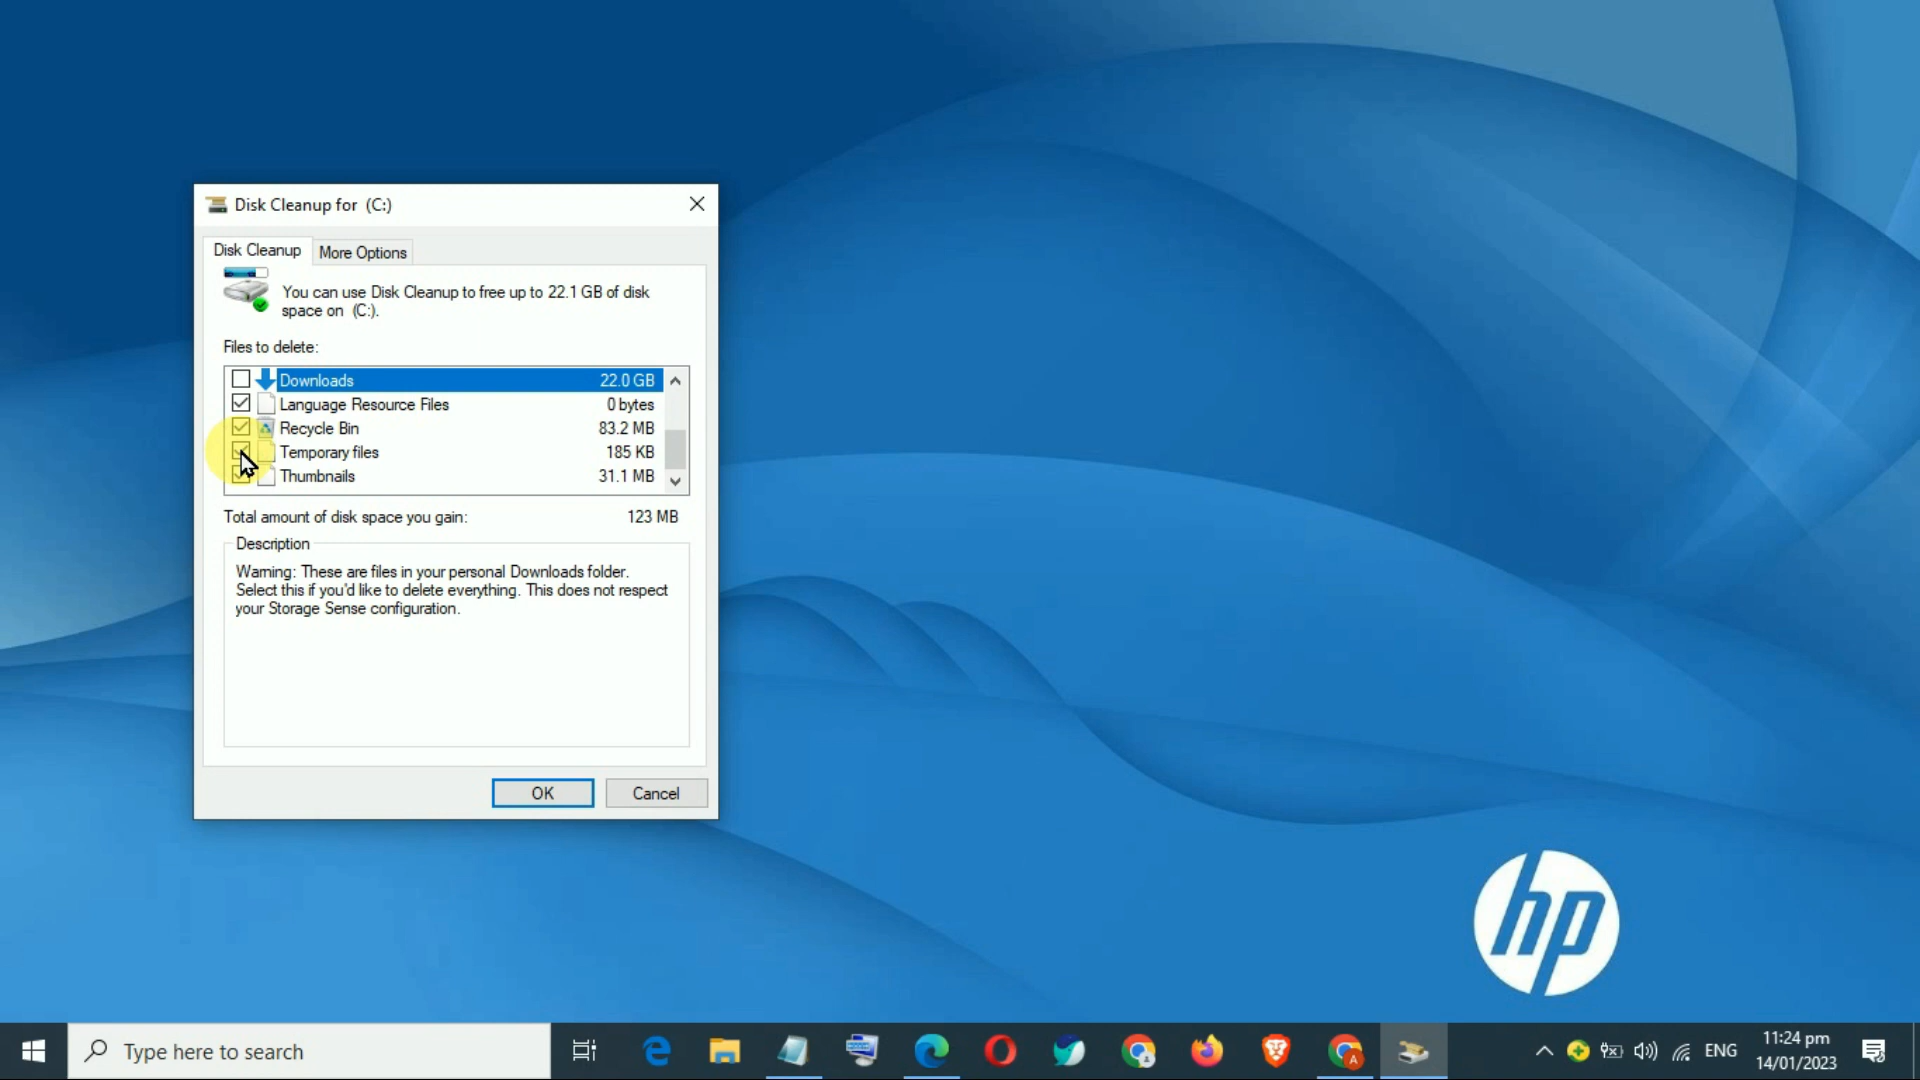 Disk Cleanup for (C:)
Disk Cleanup
More Options
You can use Disk Cleanup to free up to 22.1 GB of disk
space on (C:).
Files to delete:
Downloads 22.0 GB
Language Resource Files 0 bytes
Recycle Bin 83.2 MB
Temporary files 185 KB
Thumbnails 31.1 MB
Total amount of disk space you gain: 123 MB
Description
Warning: These are files in your personal Downloads folder.
Select this if you'd like to delete everything. This does not respect
your Storage Sense configuration.
OK
Cancel
hp
Type here to search
A
ENG
11:24 pm
14/01/2023